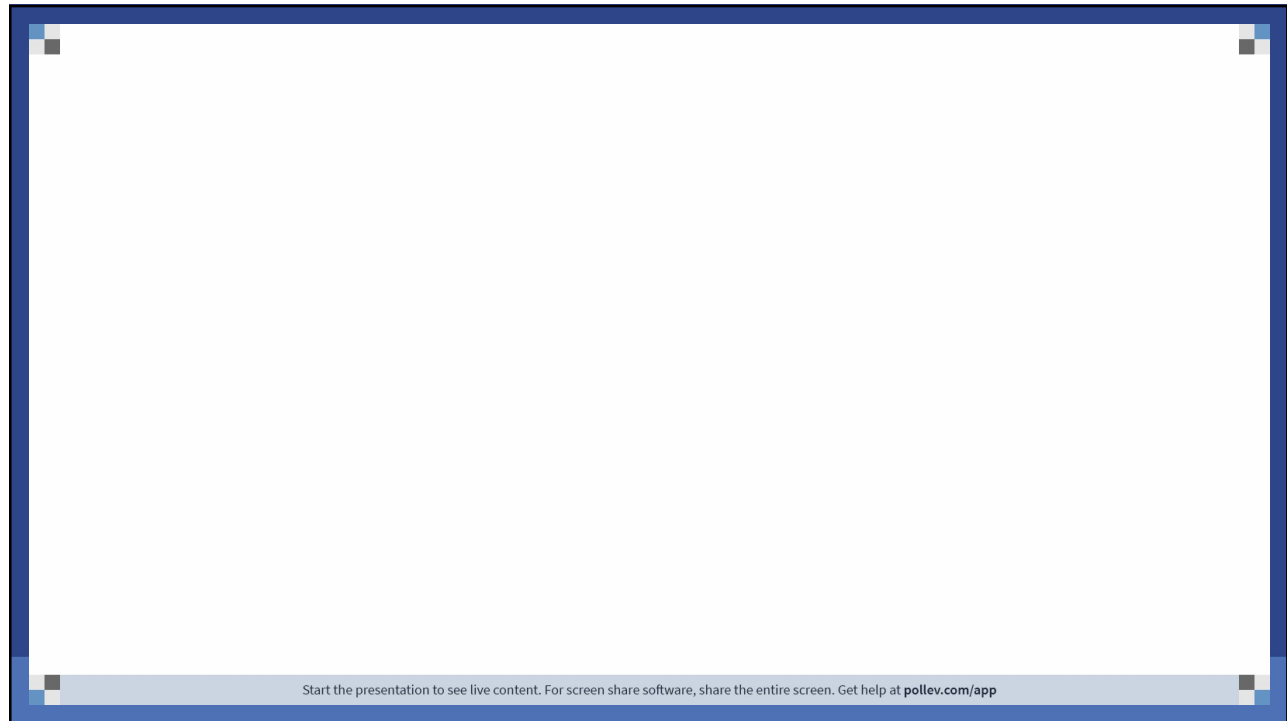 Start the presentation to see live content. For screen share software, share the entire screen. Get help at pollev.com/app